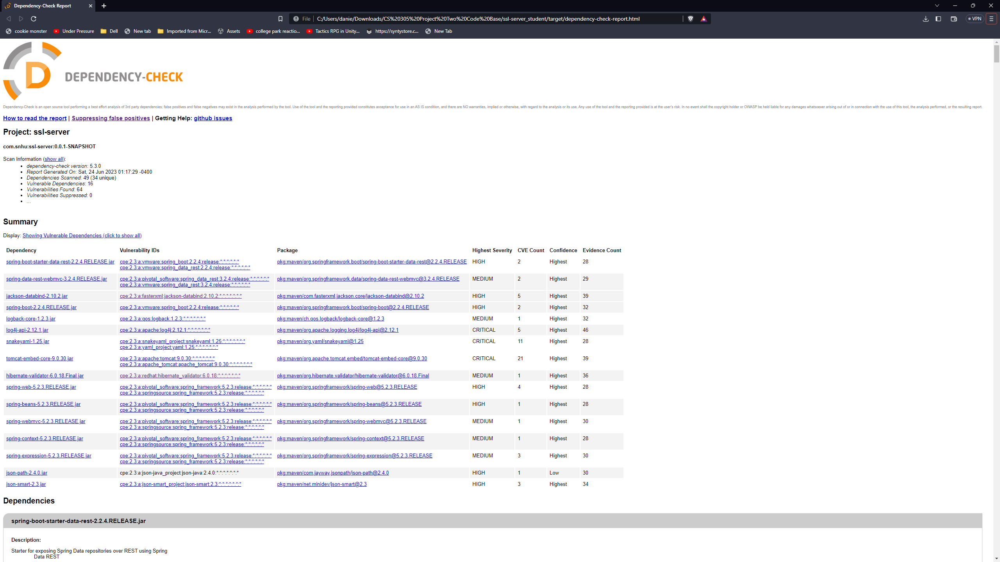 Dependency-Check Report
File
C:/Users/danie/Downloads/CS%20305%20Project%20Two%20Code%20Base/ssl-server_student/target/dependency-check-report.html
VPN
cookie monster
Under Pressure
Dell
New tab
Imported from Micr...
Assets
college park reactio...
Tactics RPG in Unity...
https://syntystore.c...
New Tab
DEPENDENCY-CHECK
Dependency-Check is an open source tool performing a best effort analysis of 3rd party dependencies; false positives and false negatives may exist in the analysis performed by the tool. Use of the tool and the reporting provided constitutes acceptance for use in an AS IS condition, and there are NO warranties, implied or otherwise, with regard to the analysis or its use. Any use of the tool and the reporting provided is at the user's risk. In no event shall the copyright holder or OWASP be held liable for any damages whatsoever arising out of or in connection with the use of this tool, the analysis performed, or the resulting report.
How to read the report | Suppressing false positives | Getting Help: github issues
Project: ssl-server
com.snhu:ssl-server:0.0.1-SNAPSHOT
Scan Information (show all):
• dependency-check version: 5.3.0
• Report Generated On: Sat, 24 Jun 2023 01:17:29 -0400
• Dependencies Scanned: 49 (34 unique)
• Vulnerable Dependencies: 16
• Vulnerabilities Found: 64
• Vulnerabilities Suppressed: 0
• ...
Summary
Display: Showing Vulnerable Dependencies (click to show all)
Dependency Vulnerability IDs Package Highest Severity CVE Count Confidence Evidence Count
spring-boot-starter-data-rest-2.2.4.RELEASE.jar cpe:2.3:a:vmware:spring_boot:2.2.4:release:*:*:*:*:*:* pkg:maven/org.springframework.boot/spring-boot-starter-data-rest@2.2.4.RELEASE HIGH 2 Highest 28
cpe:2.3:a:vmware:spring_data_rest:2.2.4:release:*:*:*:*:*:*
spring-data-rest-webmvc-3.2.4.RELEASE.jar cpe:2.3:a:pivotal_software:spring_data_rest:3.2.4:release:*:*:*:*:*:* pkg:maven/org.springframework.data/spring-data-rest-webmvc@3.2.4.RELEASE MEDIUM 2 Highest 29
cpe:2.3:a:vmware:spring_data_rest:3.2.4:release:*:*:*:*:*:*
jackson-databind-2.10.2.jar cpe:2.3:a:fasterxml:jackson-databind:2.10.2:*:*:*:*:*:*:* pkg:maven/com.fasterxml.jackson.core/jackson-databind@2.10.2 HIGH 5 Highest 39
spring-boot-2.2.4.RELEASE.jar cpe:2.3:a:vmware:spring_boot:2.2.4:release:*:*:*:*:*:* pkg:maven/org.springframework.boot/spring-boot@2.2.4.RELEASE HIGH 2 Highest 32
logback-core-1.2.3.jar cpe:2.3:a:qos:logback:1.2.3:*:*:*:*:*:*:* pkg:maven/ch.qos.logback/logback-core@1.2.3 MEDIUM 1 Highest 32
log4j-api-2.12.1.jar cpe:2.3:a:apache:log4j:2.12.1:*:*:*:*:*:*:* pkg:maven/org.apache.logging.log4j/log4j-api@2.12.1 CRITICAL 5 Highest 46
snakeyaml-1.25.jar cpe:2.3:a:snakeyaml_project:snakeyaml:1.25:*:*:*:*:*:*:* pkg:maven/org.yaml/snakeyaml@1.25 CRITICAL 11 Highest 28
cpe:2.3:a:yaml_project:yaml:1.25:*:*:*:*:*:*:*
tomcat-embed-core-9.0.30.jar cpe:2.3:a:apache:tomcat:9.0.30:*:*:*:*:*:*:* pkg:maven/org.apache.tomcat.embed/tomcat-embed-core@9.0.30 CRITICAL 21 Highest 39
cpe:2.3:a:apache_tomcat:apache_tomcat:9.0.30:*:*:*:*:*:*:*
hibernate-validator-6.0.18.Final.jar cpe:2.3:a:redhat:hibernate_validator:6.0.18:*:*:*:*:*:*:* pkg:maven/org.hibernate.validator/hibernate-validator@6.0.18.Final MEDIUM 1 Highest 36
spring-web-5.2.3.RELEASE.jar cpe:2.3:a:pivotal_software:spring_framework:5.2.3:release:*:*:*:*:*:* pkg:maven/org.springframework/spring-web@5.2.3.RELEASE HIGH 4 Highest 28
cpe:2.3:a:springsource:spring_framework:5.2.3:release:*:*:*:*:*:*
spring-beans-5.2.3.RELEASE.jar cpe:2.3:a:pivotal_software:spring_framework:5.2.3:release:*:*:*:*:*:* pkg:maven/org.springframework/spring-beans@5.2.3.RELEASE HIGH 1 Highest 28
cpe:2.3:a:springsource:spring_framework:5.2.3:release:*:*:*:*:*:*
spring-webmvc-5.2.3.RELEASE.jar cpe:2.3:a:pivotal_software:spring_framework:5.2.3:release:*:*:*:*:*:* pkg:maven/org.springframework/spring-webmvc@5.2.3.RELEASE MEDIUM 1 Highest 30
cpe:2.3:a:springsource:spring_framework:5.2.3:release:*:*:*:*:*:*
spring-context-5.2.3.RELEASE.jar cpe:2.3:a:pivotal_software:spring_framework:5.2.3:release:*:*:*:*:*:* pkg:maven/org.springframework/spring-context@5.2.3.RELEASE MEDIUM 1 Highest 28
cpe:2.3:a:springsource:spring_framework:5.2.3:release:*:*:*:*:*:*
spring-expression-5.2.3.RELEASE.jar cpe:2.3:a:pivotal_software:spring_framework:5.2.3:release:*:*:*:*:*:* pkg:maven/org.springframework/spring-expression@5.2.3.RELEASE MEDIUM 3 Highest 30
cpe:2.3:a:springsource:spring_framework:5.2.3:release:*:*:*:*:*:*
json-path-2.4.0.jar cpe:2.3:a:json-java_project:json-java:2.4.0:*:*:*:*:*:*:* pkg:maven/com.jayway.jsonpath/json-path@2.4.0 HIGH 1 Low 30
json-smart-2.3.jar cpe:2.3:a:json-smart_project:json-smart:2.3:*:*:*:*:*:*:* pkg:maven/net.minidev/json-smart@2.3 HIGH 3 Highest 34
Dependencies
spring-boot-starter-data-rest-2.2.4.RELEASE.jar
Description:
Starter for exposing Spring Data repositories over REST using Spring
Data REST